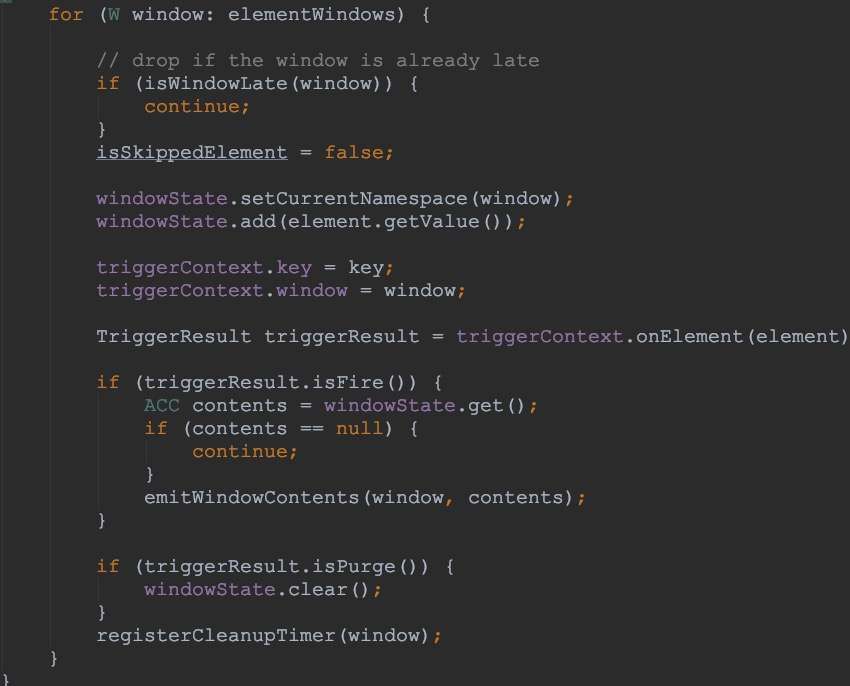 for (W window: elementWindows) {
// drop if the window is already late
if (isWindowLate(window)) {
continue;
}
isSkippedElement = false;
windowState.setCurrentNamespace(window);
windowState.add(element.getValue());
triggerContext.key = key;
triggerContext.window = window;
TriggerResult triggerResult = triggerContext.onElement(element)
if (triggerResult.isFire()) {
ACC contents = windowState.get();
if (contents == null) {
continue;
}
emitWindowContents(window, contents);
}
if (triggerResult.isPurge()) {
windowState.clear();
}
registerCleanupTimer(window);
}
}